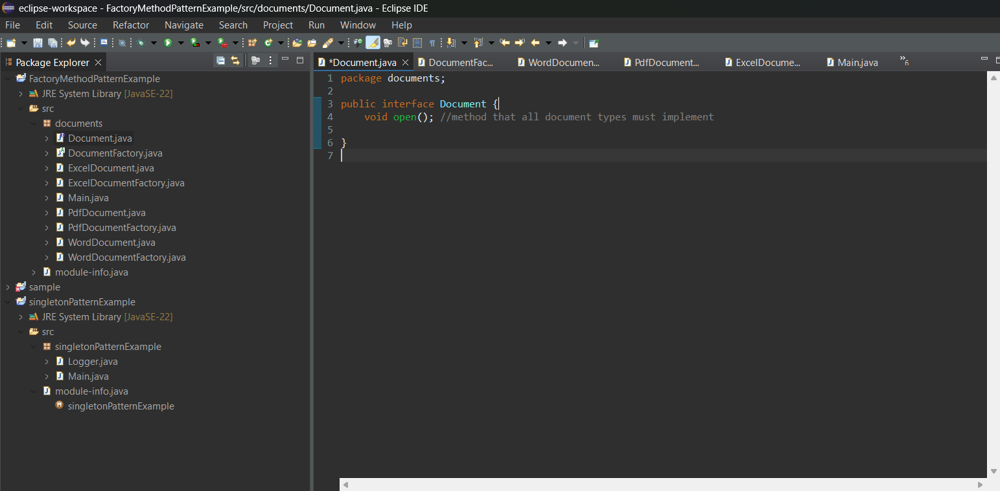 eclipse-workspace - FactoryMethodPatternExample/src/documents/Document.java - Eclipse IDE
File Edit Source Refactor Navigate Search Project Run Window Help
Package Explorer
FactoryMethodPatternExample
JRE System Library [JavaSE-22]
src
documents
Document.java
DocumentFactory.java
ExcelDocument.java
ExcelDocumentFactory.java
Main.java
PdfDocument.java
PdfDocumentFactory.java
WordDocument.java
WordDocumentFactory.java
module-info.java
sample
singletonPatternExample
JRE System Library [JavaSE-22]
src
singletonPatternExample
Logger.java
Main.java
module-info.java
singletonPatternExample
*Document.java DocumentFac... WordDocumen... PdfDocument... ExcelDocume... Main.java »6
1 package documents;
2
3 public interface Document {
4 void open(); //method that all document types must implement
5
6 }
7